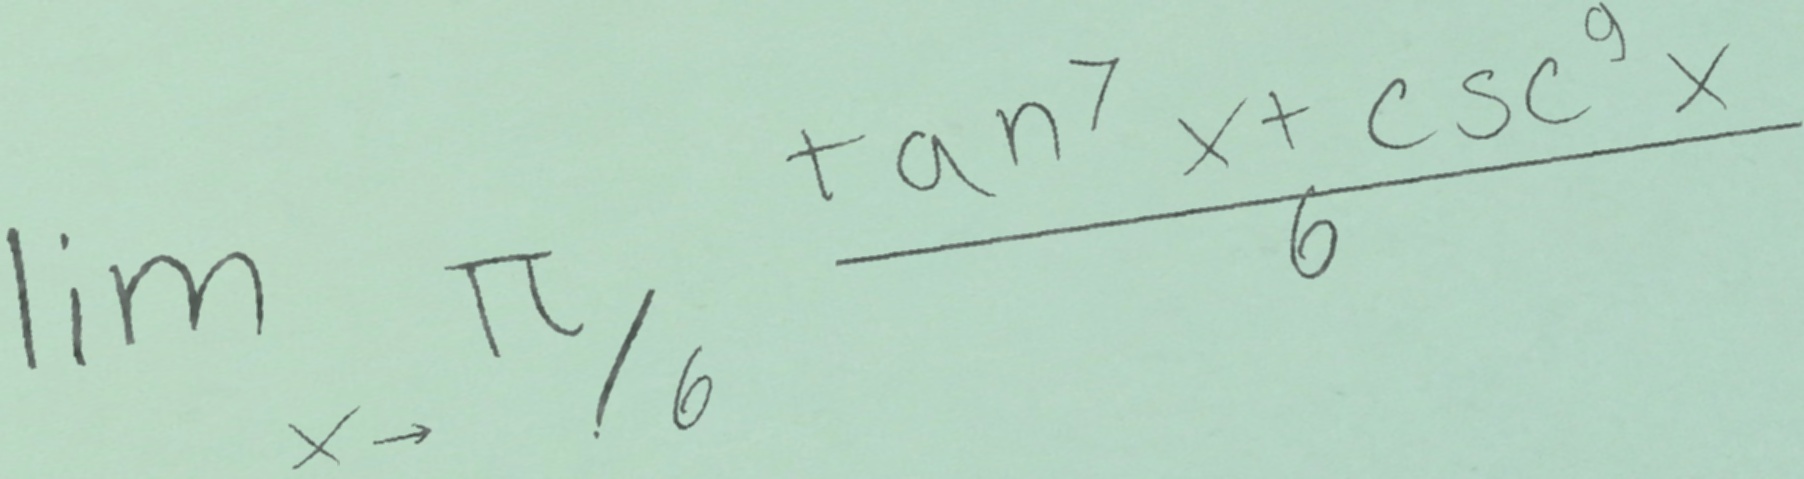 lim x→ π/6 tan⁷ x + csc⁹ x / 6